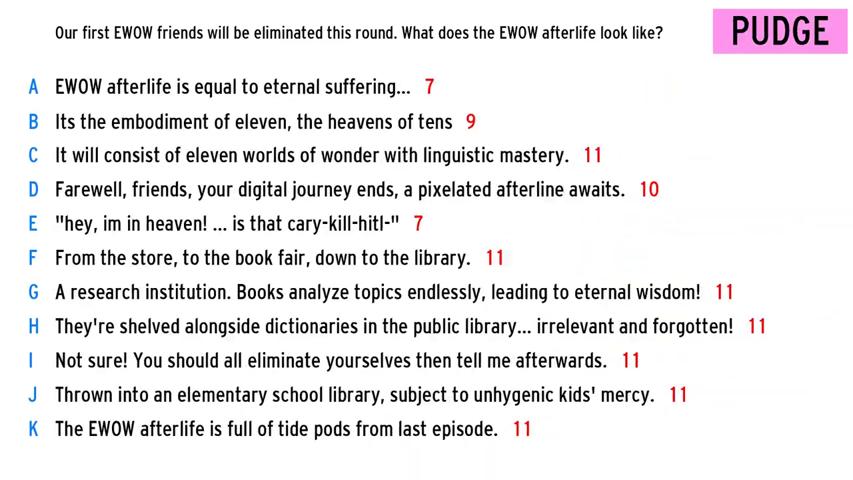 Our first EWOW friends will be eliminated this round. What does the EWOW afterlife look like?
PUDGE
A EWOW afterlife is equal to eternal suffering... 7
B Its the embodiment of eleven, the heavens of tens 9
C It will consist of eleven worlds of wonder with linguistic mastery. 11
D Farewell, friends, your digital journey ends, a pixelated afterline awaits. 10
E "hey, im in heaven! ... is that cary-kill-hitl-" 7
F From the store, to the book fair, down to the library. 11
G A research institution. Books analyze topics endlessly, leading to eternal wisdom! 11
H They're shelved alongside dictionaries in the public library... irrelevant and forgotten! 11
I Not sure! You should all eliminate yourselves then tell me afterwards. 11
J Thrown into an elementary school library, subject to unhygenic kids' mercy. 11
K The EWOW afterlife is full of tide pods from last episode. 11